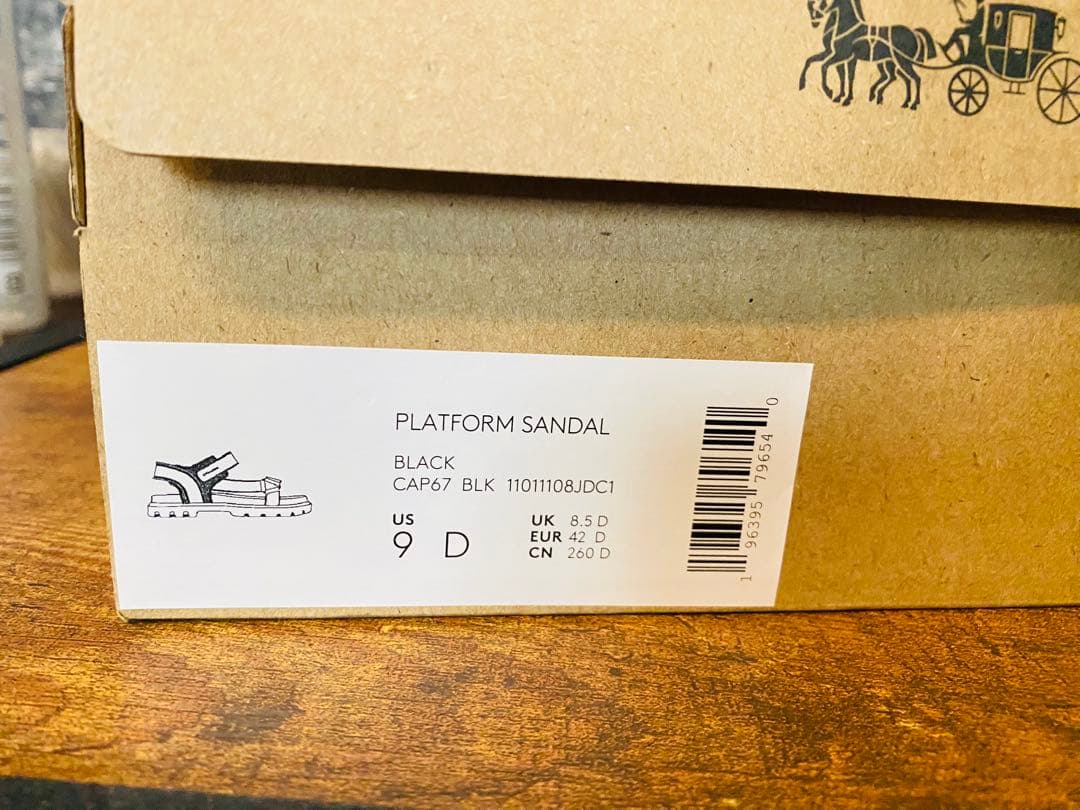 PLATFORM SANDAL
BLACK
CAP67 BLK 11011108JDC1
US
9 D
UK 8.5 D
EUR 42 D
CN 260 D
1 96395 79654 0